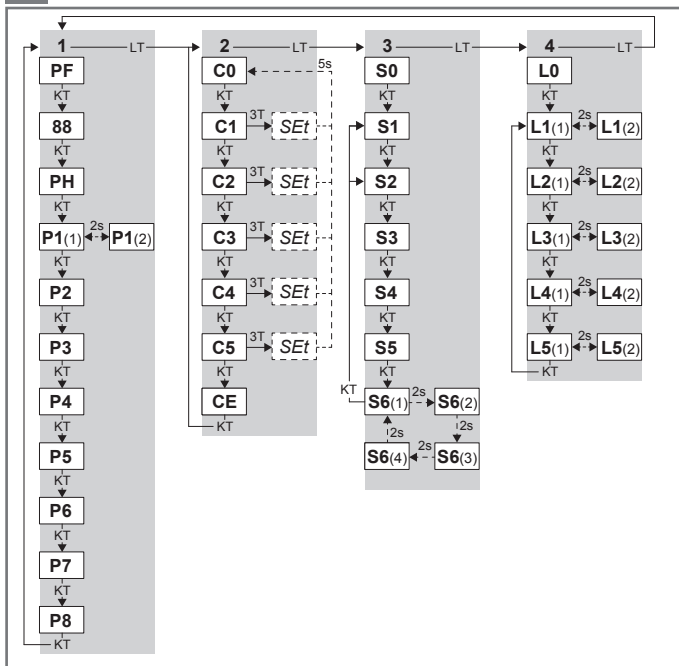 1 LT 2 LT 3 LT 4 LT
PF C0 5s S0 L0
KT KT KT KT
88 C1 3T SEt S1 L1(1) 2s L1(2)
KT KT KT KT
PH C2 3T SEt S2 L2(1) 2s L2(2)
KT KT KT KT
P1(1) 2s P1(2) C3 3T SEt S3 L3(1) 2s L3(2)
KT KT KT KT
P2 C4 3T SEt S4 L4(1) 2s L4(2)
KT KT KT KT
P3 C5 3T SEt S5 L5(1) 2s L5(2)
KT KT KT KT
P4 CE KT S6(1) 2s S6(2)
KT KT 2s 2s
P5 S6(4) 2s S6(3)
KT
P6
KT
P7
KT
P8
KT